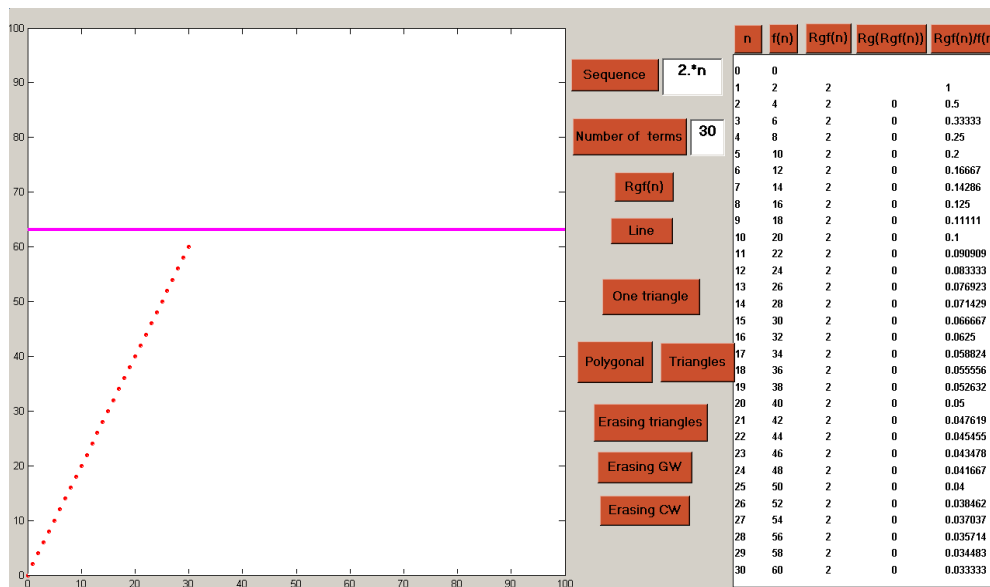 100
90
80
70
60
50
40
30
20
10
0
0 10 20 30 40 50 60 70 80 90 100
Sequence 2.*n
Number of terms 30
Rgf(n)
Line
One triangle
Polygonal Triangles
Erasing triangles
Erasing GW
Erasing CW
n f(n) Rgf(n) Rg(Rgf(n)) Rgf(n)/f(n
0 0
1 2 2 1
2 4 2 0 0.5
3 6 2 0 0.33333
4 8 2 0 0.25
5 10 2 0 0.2
6 12 2 0 0.16667
7 14 2 0 0.14286
8 16 2 0 0.125
9 18 2 0 0.11111
10 20 2 0 0.1
11 22 2 0 0.090909
12 24 2 0 0.083333
13 26 2 0 0.076923
14 28 2 0 0.071429
15 30 2 0 0.066667
16 32 2 0 0.0625
17 34 2 0 0.058824
18 36 2 0 0.055556
19 38 2 0 0.052632
20 40 2 0 0.05
21 42 2 0 0.047619
22 44 2 0 0.045455
23 46 2 0 0.043478
24 48 2 0 0.041667
25 50 2 0 0.04
26 52 2 0 0.038462
27 54 2 0 0.037037
28 56 2 0 0.035714
29 58 2 0 0.034483
30 60 2 0 0.033333